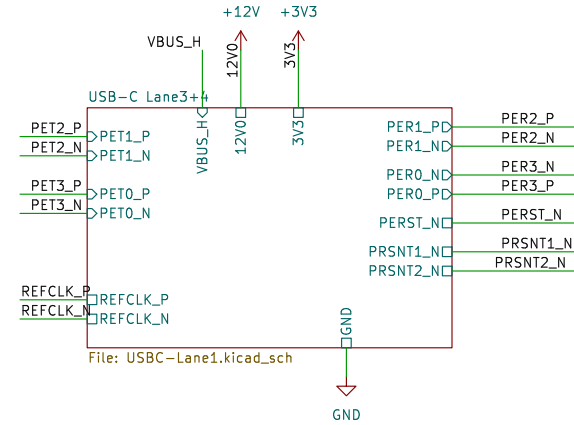 +12V
+3V3
VBUS_H
12V0
3V3
USB-C Lane3+4
VBUS_H
12V0
3V3
PET2_P
PET1_P
PET2_N
PET1_N
PET3_P
PET0_P
PET3_N
PET0_N
REFCLK_P
REFCLK_P
REFCLK_N
REFCLK_N
PER1_P
PER2_P
PER1_N
PER2_N
PER0_N
PER3_N
PER0_P
PER3_P
PERST_N
PERST_N
PRSNT1_N
PRSNT1_N
PRSNT2_N
PRSNT2_N
GND
File: USBC-Lane1.kicad_sch
GND